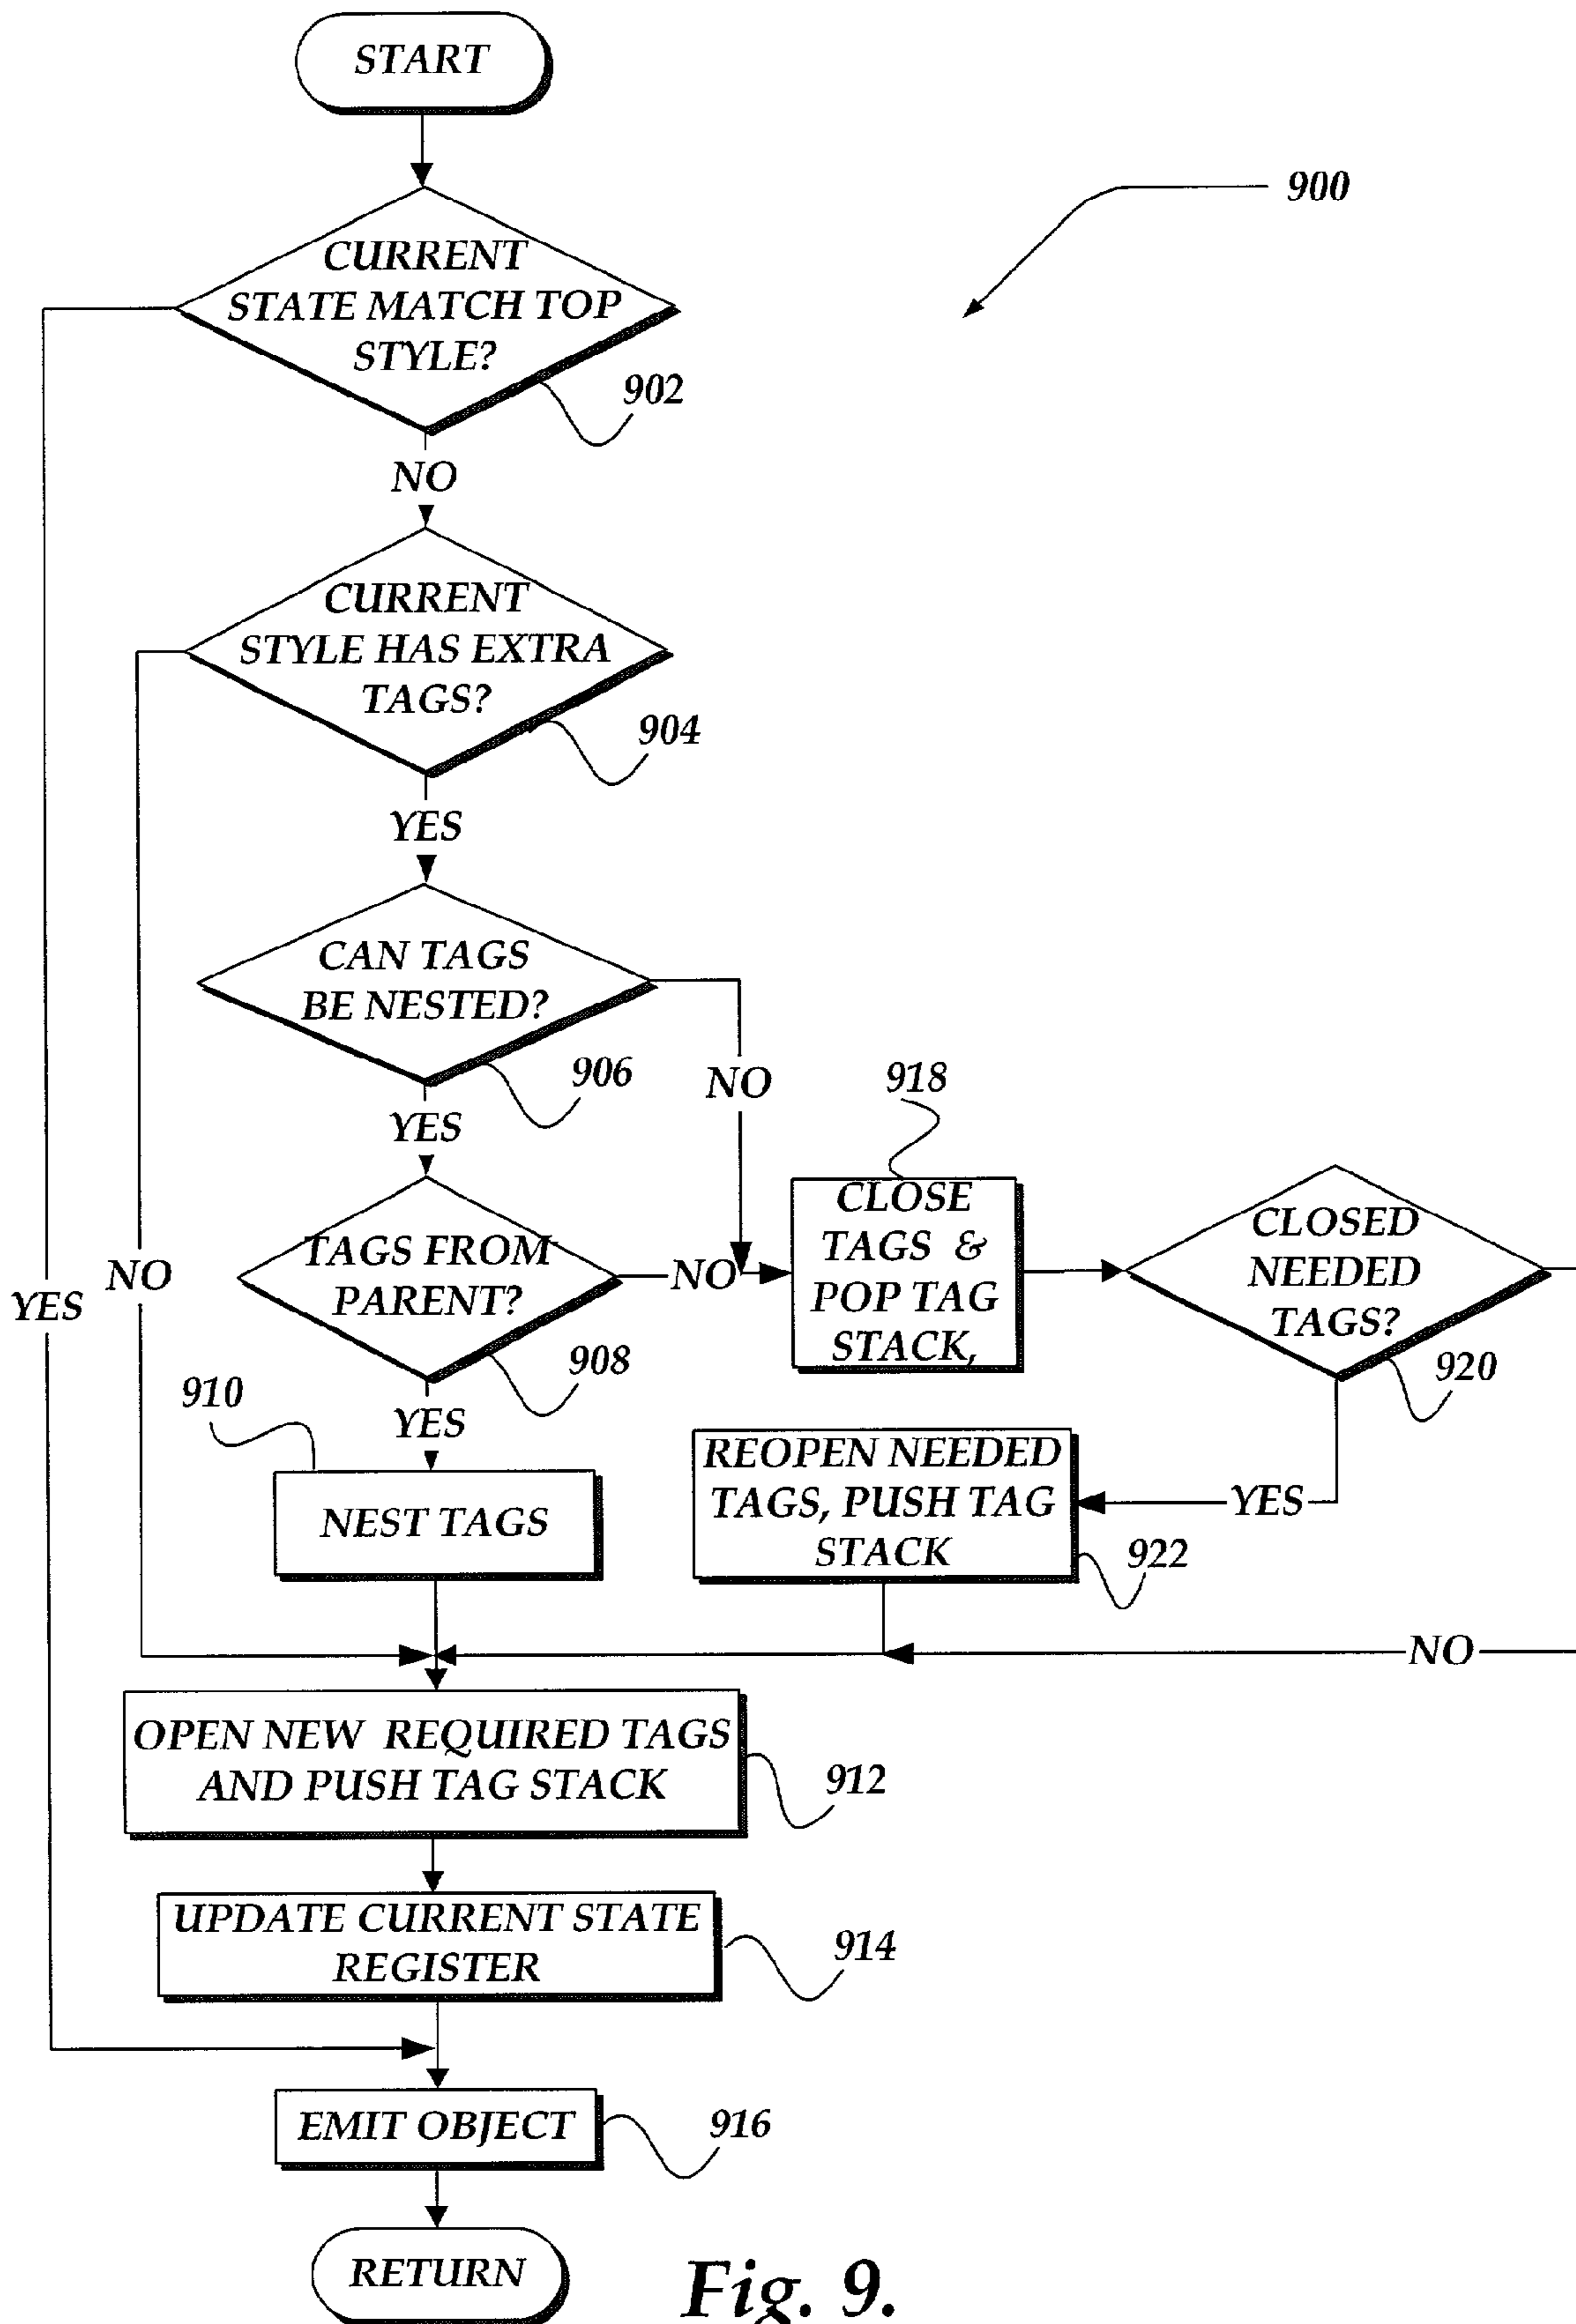 START
900
CURRENT
STATE MATCH TOP
STYLE?
902
NO
CURRENT
STYLE HAS EXTRA
TAGS?
904
YES
CAN TAGS
BE NESTED?
906
NO
YES
918
TAGS FROM
PARENT?
908
NO
CLOSE
TAGS &
POP TAG
STACK,
CLOSED
NEEDED
TAGS?
920
YES
NO
910
YES
NEST TAGS
REOPEN NEEDED
TAGS, PUSH TAG
STACK
922
YES
NO
OPEN NEW REQUIRED TAGS
AND PUSH TAG STACK
912
UPDATE CURRENT STATE
REGISTER
914
EMIT OBJECT
916
RETURN
Fig. 9.